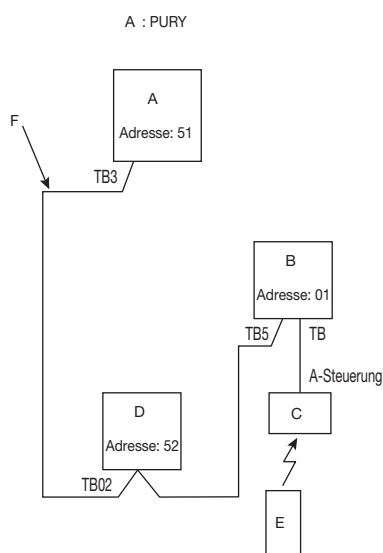 A : PURY
A
Adresse: 51
F
TB3
B
Adresse: 01
TB5
TB
A-Steuerung
D
C
Adresse: 52
TB02
E